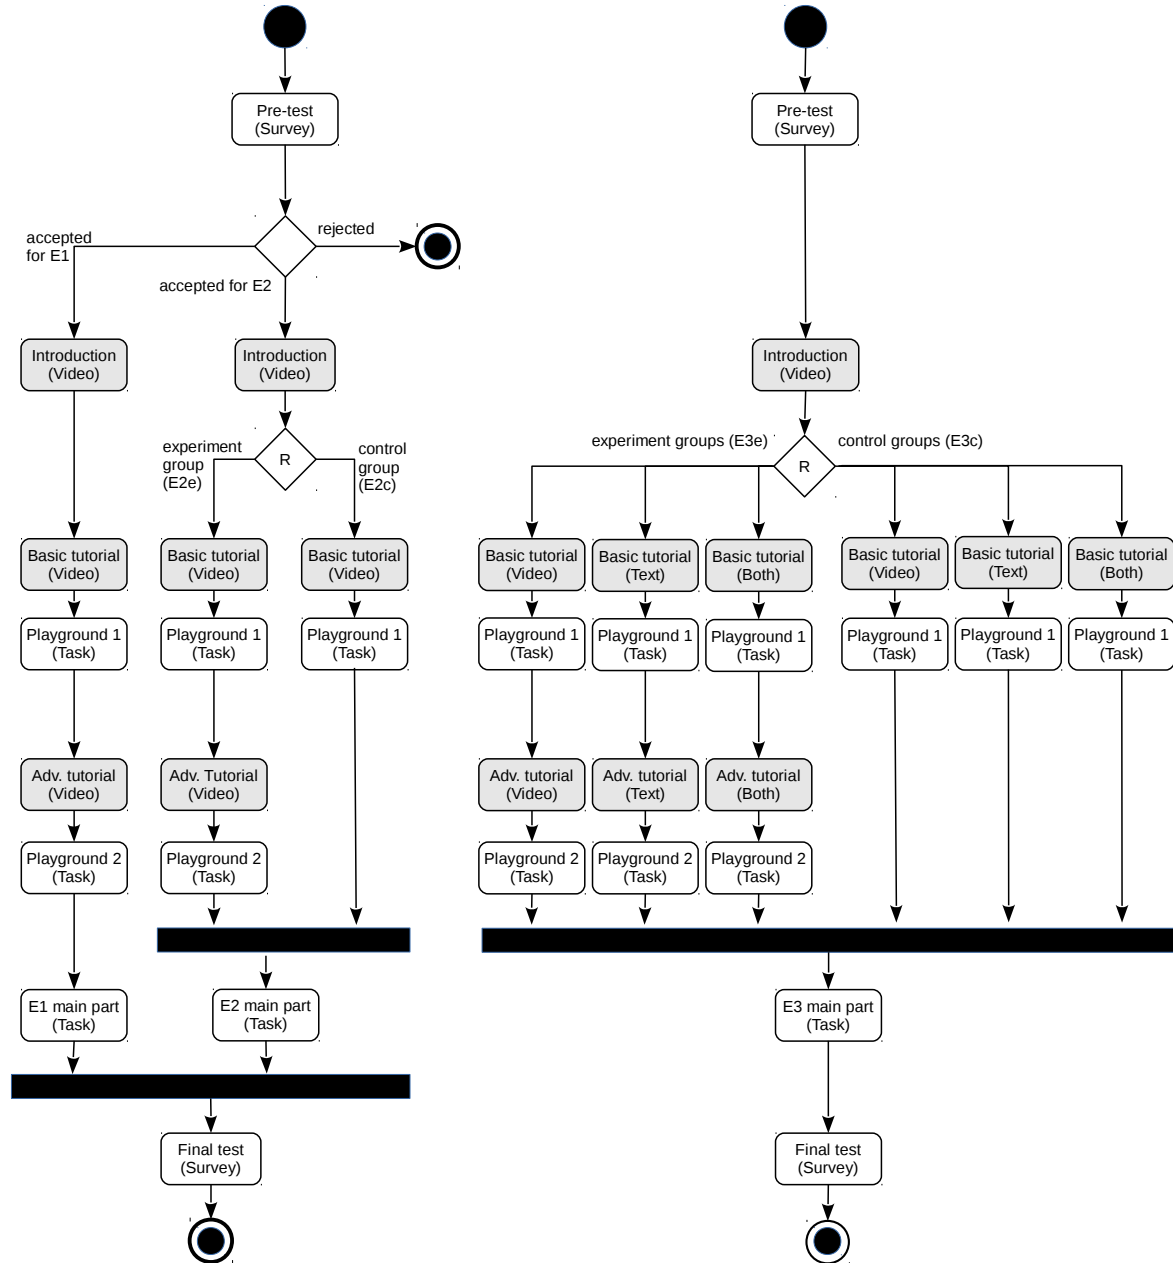 Pre-test
(Survey)
Pre-test
(Survey)
rejected
accepted
for E1
accepted for E2
Introduction
(Video)
Introduction
(Video)
Introduction
(Video)
experiment
group
(E2e)
R
control
group
(E2c)
experiment groups (E3e)
R
control groups (E3c)
Basic tutorial
(Video)
Basic tutorial
(Video)
Basic tutorial
(Video)
Basic tutorial
(Video)
Basic tutorial
(Text)
Basic tutorial
(Both)
Basic tutorial
(Video)
Basic tutorial
(Text)
Basic tutorial
(Both)
Playground 1
(Task)
Playground 1
(Task)
Playground 1
(Task)
Playground 1
(Task)
Playground 1
(Task)
Playground 1
(Task)
Playground 1
(Task)
Playground 1
(Task)
Playground 1
(Task)
Adv. tutorial
(Video)
Adv. Tutorial
(Video)
Adv. tutorial
(Video)
Adv. tutorial
(Text)
Adv. tutorial
(Both)
Playground 2
(Task)
Playground 2
(Task)
Playground 2
(Task)
Playground 2
(Task)
Playground 2
(Task)
E1 main part
(Task)
E2 main part
(Task)
E3 main part
(Task)
Final test
(Survey)
Final test
(Survey)